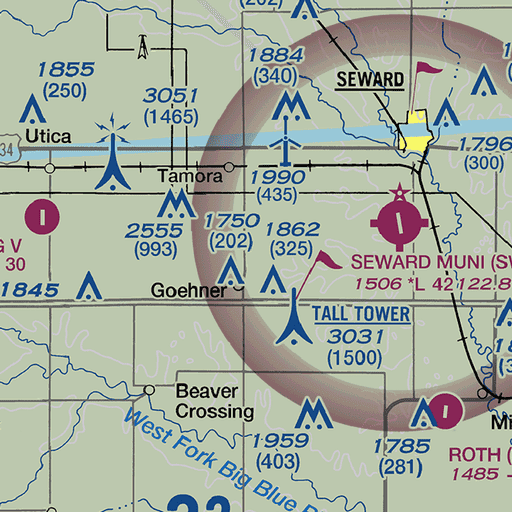 (202)
1884
(340)
1855
(250)
3051
(1465)
SEWARD
34
Utica
Tamora
1796
(300)
1990
(435)
2555
(993)
1750
(202)
1862
(325)
G V
30
1845
Goehner
SEWARD MUNI (SW
1506 *L 42 122.8
TALL TOWER
3031
(1500)
Beaver
Crossing
West Fork Big Blue
1959
(403)
1785
(281)
ROTH (
1485 -
Mi